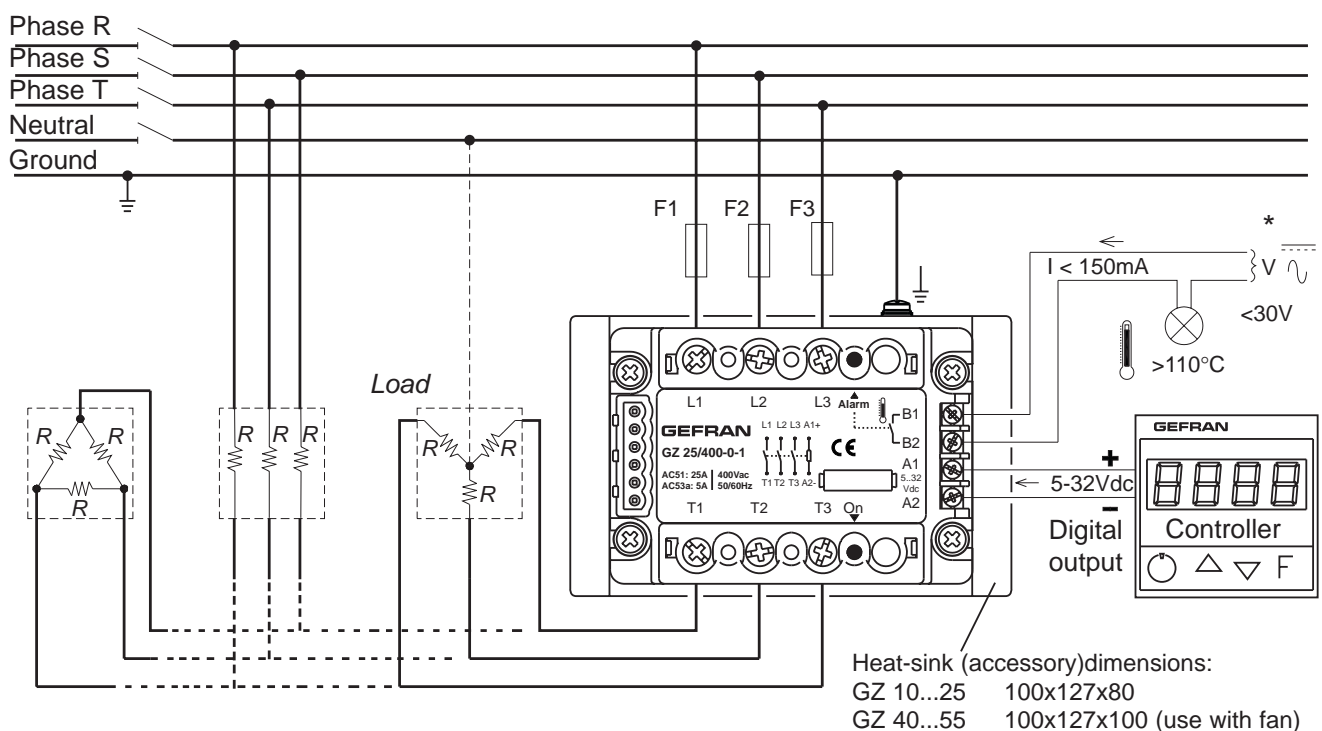 Phase R
Phase S
Phase T
Neutral
Ground
F1 F2 F3
*
I < 150mA
V
<30V
>110°C
Load
R R R
R R R
R R R
L1 L2 L3 Alarm B1
B2
GEFRAN
GZ 25/400-0-1
AC51: 25A 400Vac
AC53a: 5A 50/60Hz
L1 L2 L3 A1+
T1 T2 T3 A2-
CE
A1
5..32
Vdc
A2
T1 T2 T3 On
+
5-32Vdc
–
Digital
output
GEFRAN
8888
Controller
F
Heat-sink (accessory)dimensions:
GZ 10...25 100x127x80
GZ 40...55 100x127x100 (use with fan)